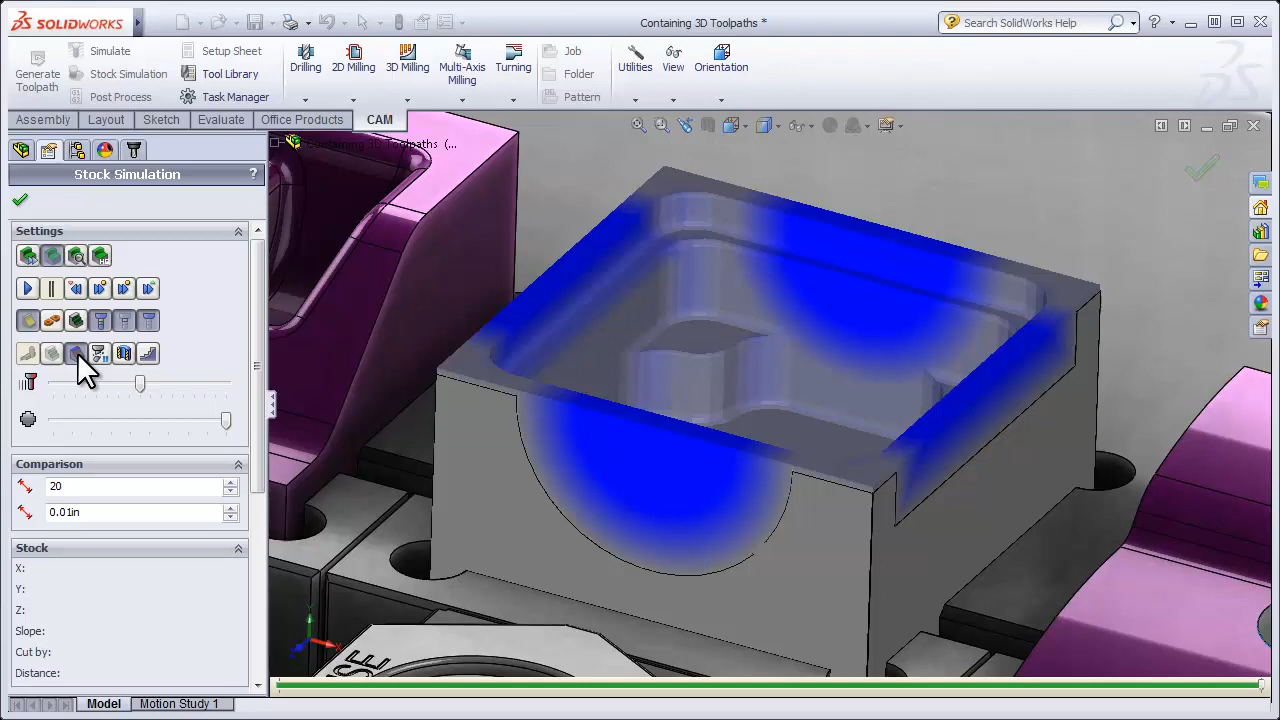 SOLIDWORKS
Containing 3D Toolpaths *
Search SolidWorks Help
?
Generate
Toolpath
Simulate
Stock Simulation
Post Process
Setup Sheet
Tool Library
Task Manager
Drilling
2D Milling
3D Milling
Multi-Axis
Milling
Turning
Job
Folder
Pattern
Utilities
View
Orientation
Assembly
Layout
Sketch
Evaluate
Office Products
CAM
Containing 3D Toolpaths (...
Stock Simulation
?
Settings
Comparison
20
0.01in
Stock
X:
Y:
Z:
Slope:
Cut by:
Distance:
Y
X
Model
Motion Study 1